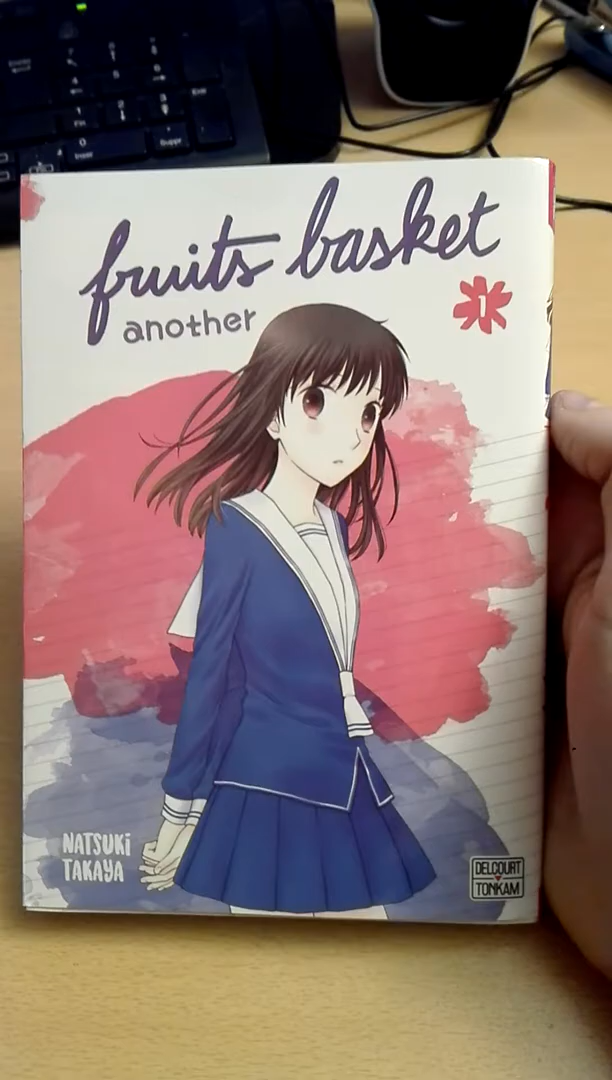 fruits basket
another
1
NATSUKi
TAKAYA
DELCOURT
TONKAM